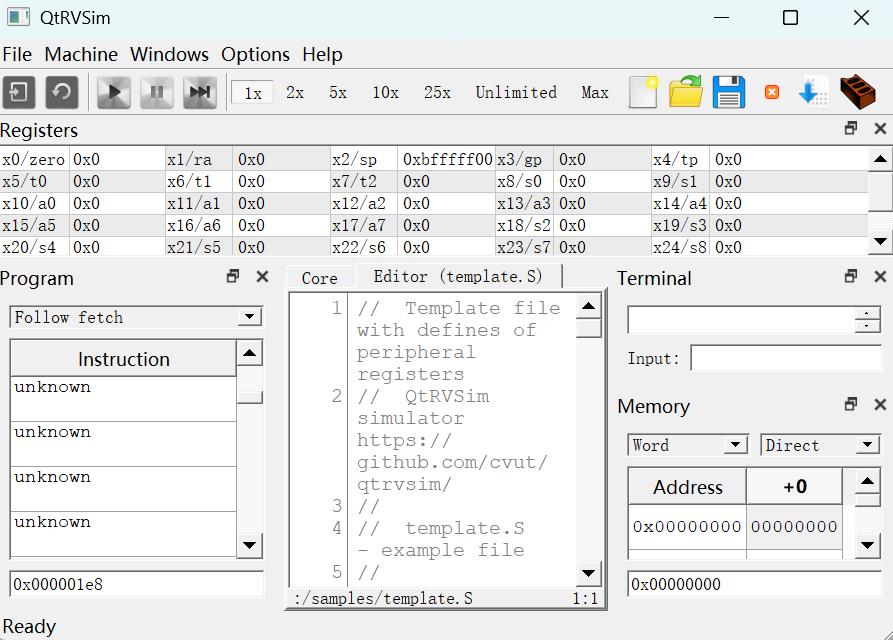 QtRVSim
File Machine Windows Options Help
1x 2x 5x 10x 25x Unlimited Max
Registers
x0/zero 0x0 x1/ra 0x0 x2/sp 0xbfffff00 x3/gp 0x0 x4/tp 0x0
x5/t0 0x0 x6/t1 0x0 x7/t2 0x0 x8/s0 0x0 x9/s1 0x0
x10/a0 0x0 x11/a1 0x0 x12/a2 0x0 x13/a3 0x0 x14/a4 0x0
x15/a5 0x0 x16/a6 0x0 x17/a7 0x0 x18/s2 0x0 x19/s3 0x0
x20/s4 0x0 x21/s5 0x0 x22/s6 0x0 x23/s7 0x0 x24/s8 0x0
Program
Follow fetch
Instruction
unknown
unknown
unknown
unknown
0x000001e8
Core Editor (template.S)
1 // Template file
with defines of
peripheral
registers
2 // QtRVSim
simulator
https://
github.com/cvut/
qtrvsim/
3 //
4 // template.S
- example file
5 //
:/samples/template.S 1:1
Terminal
Input:
Memory
Word Direct
Address +0
0x00000000 00000000
0x00000000
Ready